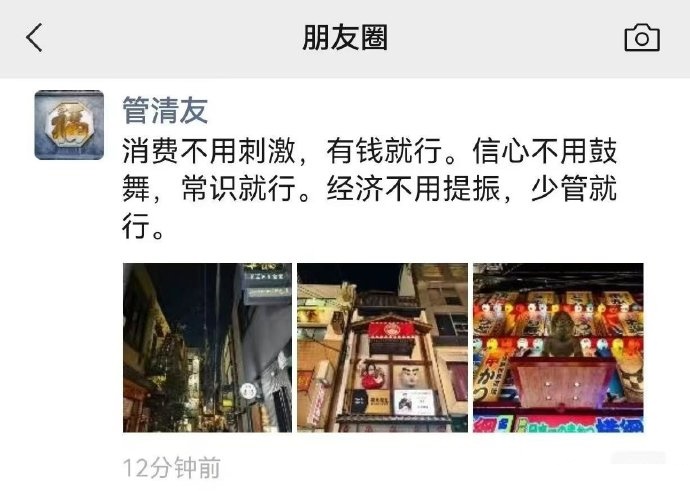 朋友圈
福
管清友
消费不用刺激，有钱就行。信心不用鼓
舞，常识就行。经济不用提振，少管就
行。
12分钟前